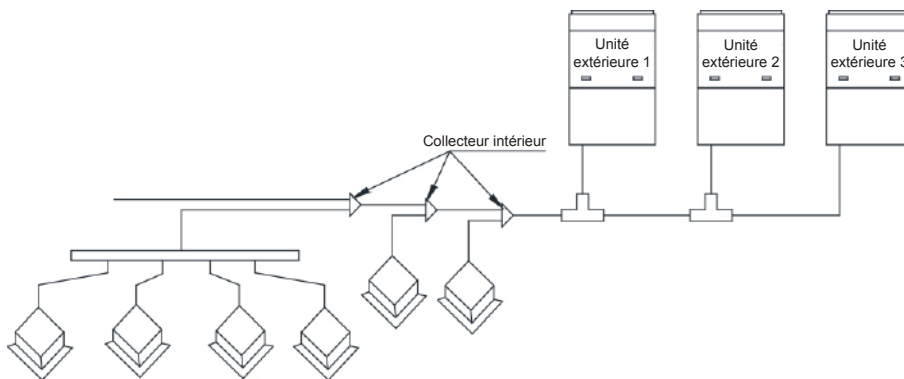 Unité
extérieure 1
Unité
extérieure 2
Unité
extérieure 3
Collecteur intérieur